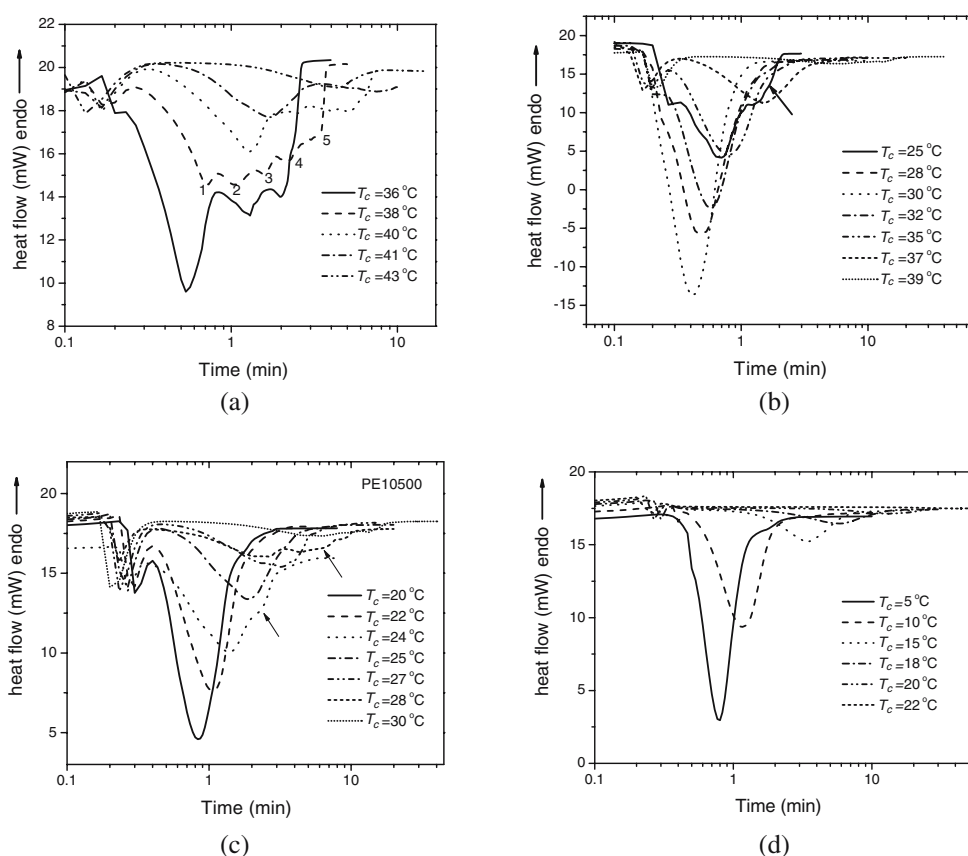 22
20
18
16
14
12
10
8
heat flow (mW) endo
1 2 3 4 5
T_c =36 °C
T_c =38 °C
T_c =40 °C
T_c =41 °C
T_c =43 °C
0.1 1 10
Time (min)
(a)
20
15
10
5
0
-5
-10
-15
heat flow (mW) endo
T_c =25 °C
T_c =28 °C
T_c =30 °C
T_c =32 °C
T_c =35 °C
T_c =37 °C
T_c =39 °C
0.1 1 10
Time (min)
(b)
20
15
10
5
heat flow (mW) endo
PE10500
T_c =20 °C
T_c =22 °C
T_c =24 °C
T_c =25 °C
T_c =27 °C
T_c =28 °C
T_c =30 °C
0.1 1 10
Time (min)
(c)
20
15
10
5
0
heat flow (mW) endo
T_c =5 °C
T_c =10 °C
T_c =15 °C
T_c =18 °C
T_c =20 °C
T_c =22 °C
0.1 1 10
Time (min)
(d)